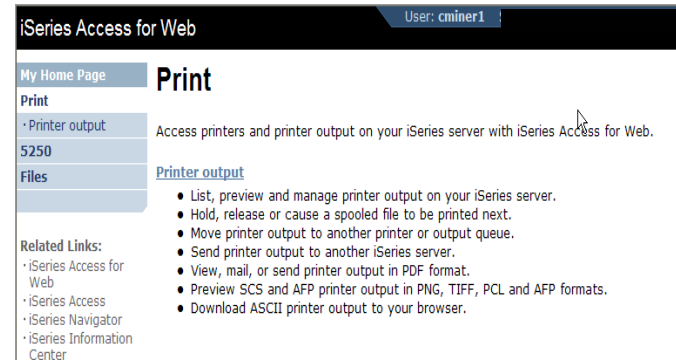 iSeries Access for Web
User: cminer1
My Home Page
Print
· Printer output
5250
Files
Related Links:
· iSeries Access for
Web
· iSeries Access
· iSeries Navigator
· iSeries Information
Center
Print
Access printers and printer output on your iSeries server with iSeries Access for Web.
Printer output
● List, preview and manage printer output on your iSeries server.
● Hold, release or cause a spooled file to be printed next.
● Move printer output to another printer or output queue.
● Send printer output to another iSeries server.
● View, mail, or send printer output in PDF format.
● Preview SCS and AFP printer output in PNG, TIFF, PCL and AFP formats.
● Download ASCII printer output to your browser.